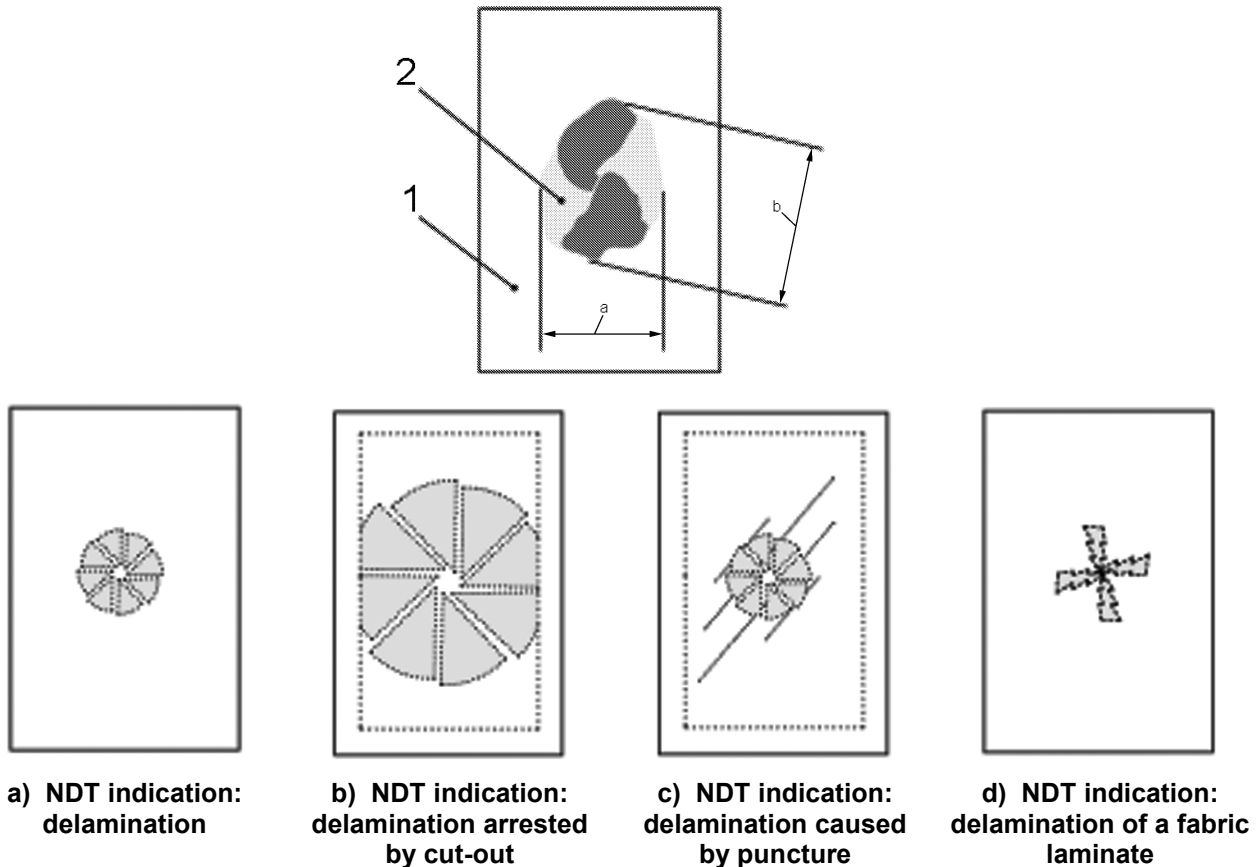 2
1
b
a
a) NDT indication:
delamination
b) NDT indication:
delamination arrested
by cut-out
c) NDT indication:
delamination caused
by puncture
d) NDT indication:
delamination of a fabric
laminate